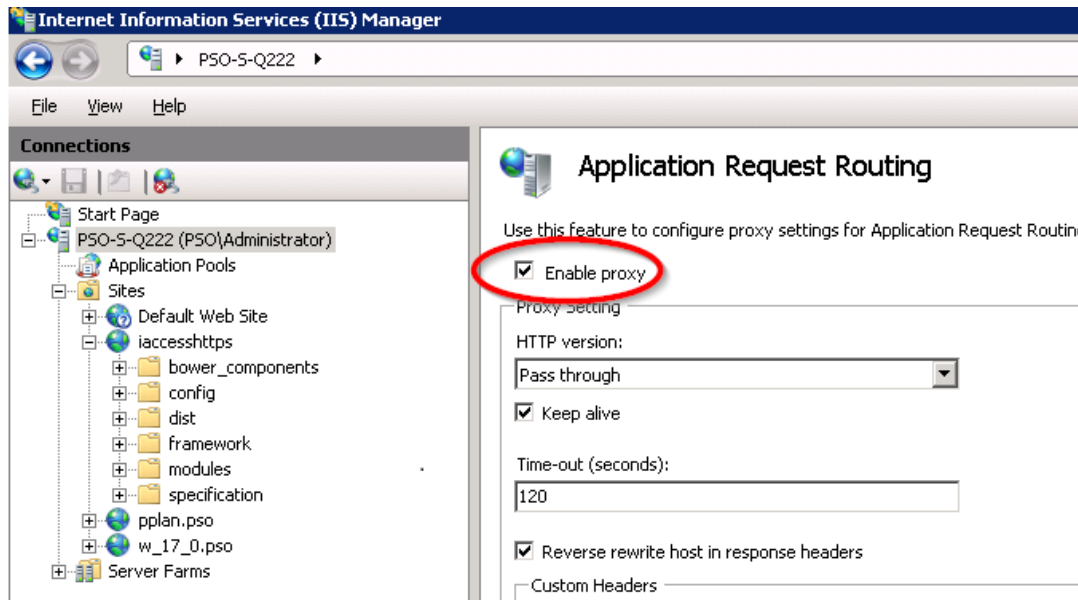 Internet Information Services (IIS) Manager
PSO-S-Q222
File View Help
Connections
Start Page
PSO-S-Q222 (PSO\Administrator)
Application Pools
Sites
Default Web Site
iaccesshttps
bower_components
config
dist
framework
modules
specification
pplan.pso
w_17_0.pso
Server Farms
Application Request Routing
Use this feature to configure proxy settings for Application Request Routin
Enable proxy
Proxy Setting
HTTP version:
Pass through
Keep alive
Time-out (seconds):
120
Reverse rewrite host in response headers
Custom Headers